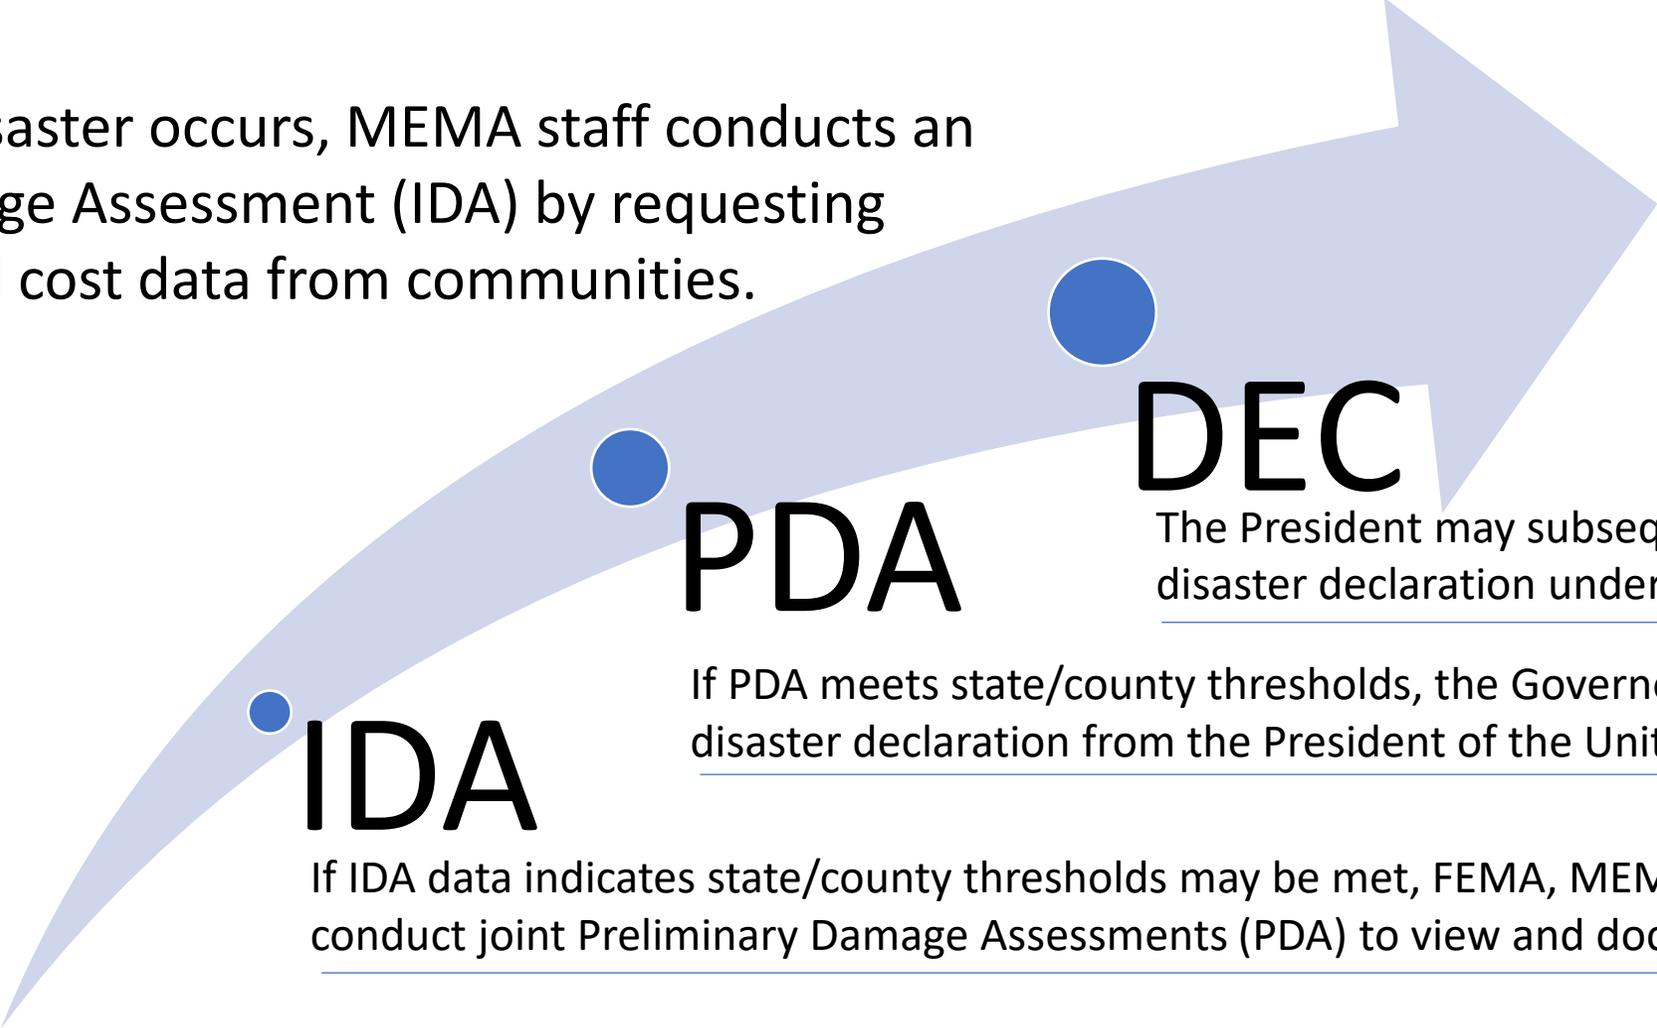 saster occurs, MEMA staff conducts an
ge Assessment (IDA) by requesting
cost data from communities.
DEC
The President may subseq
disaster declaration under
PDA
If PDA meets state/county thresholds, the Governo
disaster declaration from the President of the Unit
IDA
If IDA data indicates state/county thresholds may be met, FEMA, MEM
conduct joint Preliminary Damage Assessments (PDA) to view and doc